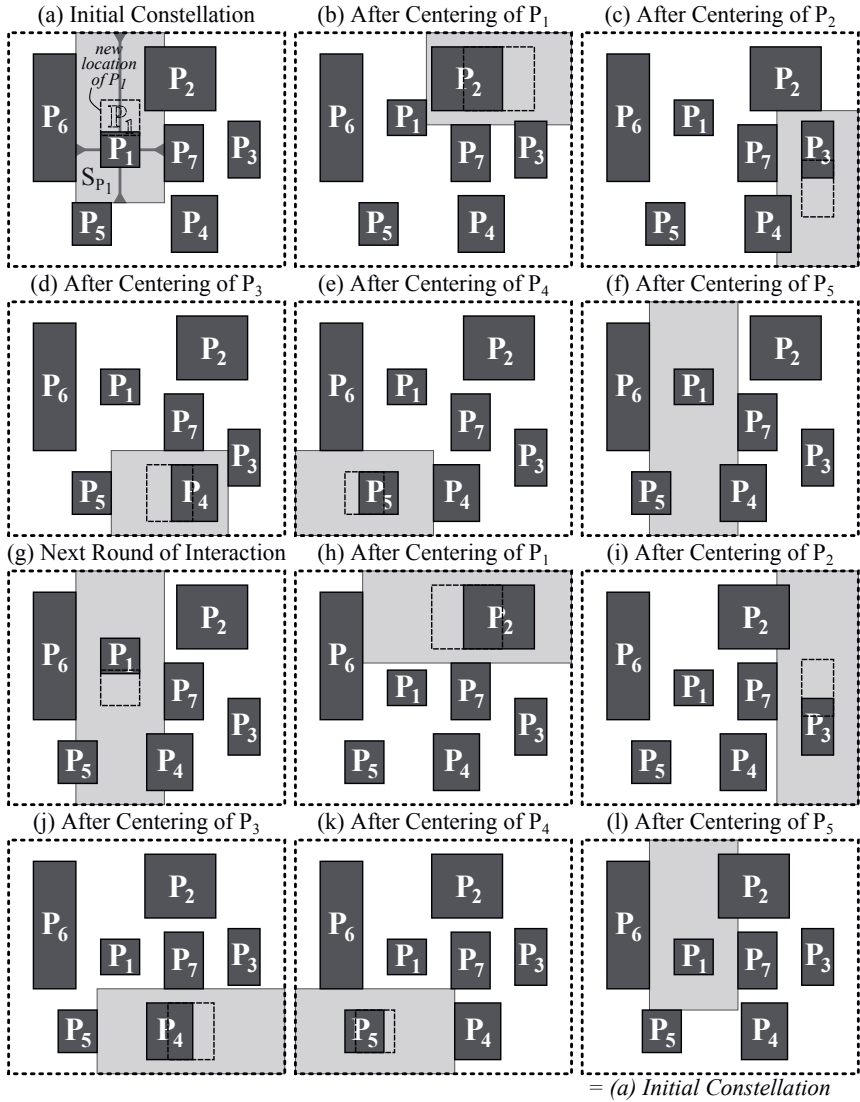 (a) Initial Constellation
(b) After Centering of P₁
(c) After Centering of P₂
new
location
of P₁
P₁
P₂
P₆
P₁
P₇
P₃
S_P₁
P₅
P₄
P₂
P₁
P₆
P₇
P₃
P₅
P₄
P₂
P₁
P₆
P₇
P₃
P₅
P₄
(d) After Centering of P₃
(e) After Centering of P₄
(f) After Centering of P₅
P₂
P₆
P₁
P₇
P₃
P₅
P₄
P₂
P₆
P₁
P₇
P₃
P₅
P₄
P₂
P₆
P₁
P₇
P₃
P₅
P₄
(g) Next Round of Interaction
(h) After Centering of P₁
(i) After Centering of P₂
P₂
P₁
P₆
P₇
P₃
P₅
P₄
P₂
P₆
P₁
P₇
P₃
P₅
P₄
P₂
P₆
P₁
P₇
P₃
P₅
P₄
(j) After Centering of P₃
(k) After Centering of P₄
(l) After Centering of P₅
P₂
P₆
P₁
P₇
P₃
P₅
P₄
P₂
P₆
P₁
P₇
P₃
P₅
P₄
P₂
P₆
P₁
P₇
P₃
P₅
P₄
= (a) Initial Constellation